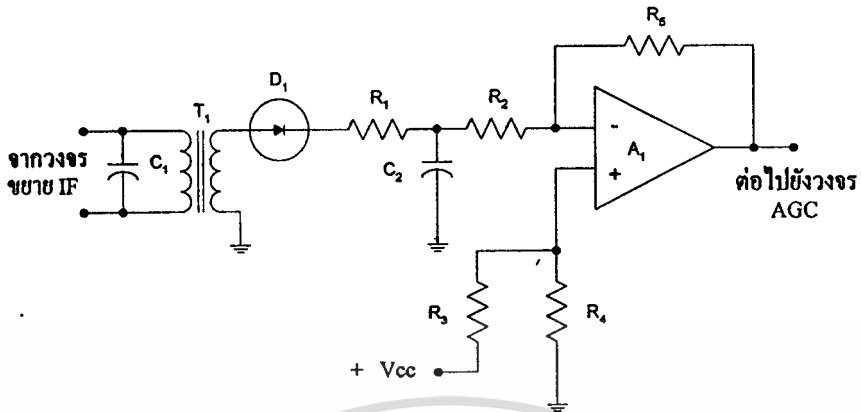 R₅
D₁
T₁
R₁
R₂
จากวงจร
ขยาย IF
C₁
C₂
-
A₁
+
ต่อไปยังวงจร
AGC
R₃
R₄
+ Vcc